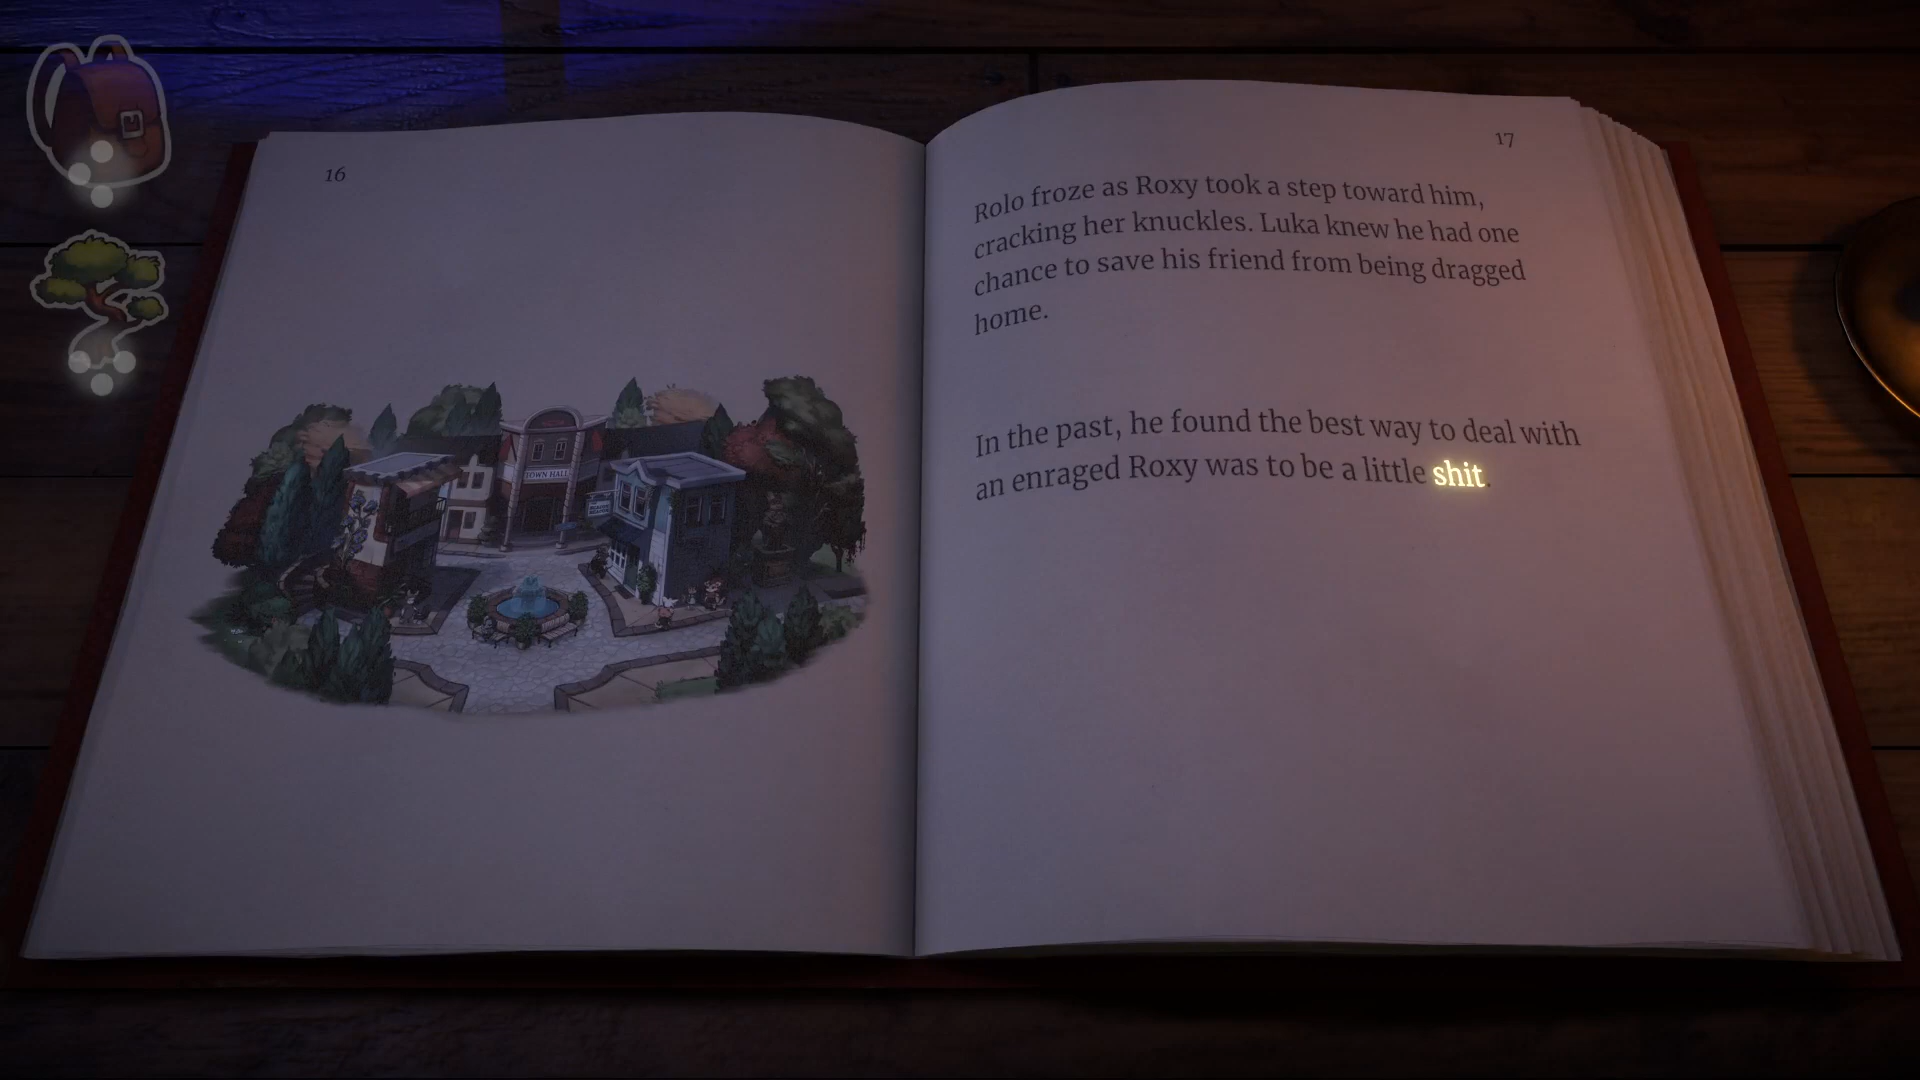 16
TOWN HALL
17
Rolo froze as Roxy took a step toward him,
cracking her knuckles. Luka knew he had one
chance to save his friend from being dragged
home.
In the past, he found the best way to deal with
an enraged Roxy was to be a little shit.